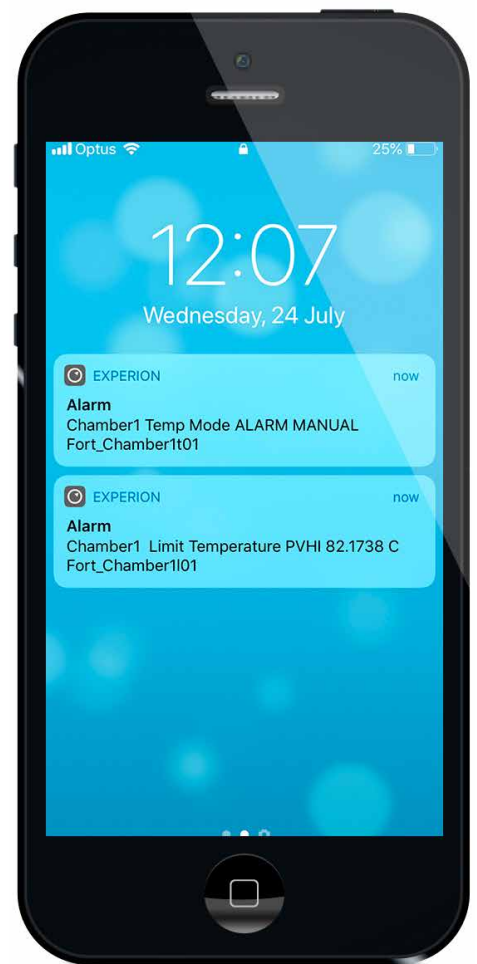 Optus 25%
12:07
Wednesday, 24 July
EXPERION now
Alarm
Chamber1 Temp Mode ALARM MANUAL
Fort_Chamber1t01
EXPERION now
Alarm
Chamber1  Limit Temperature PVHI 82.1738 C
Fort_Chamber1l01